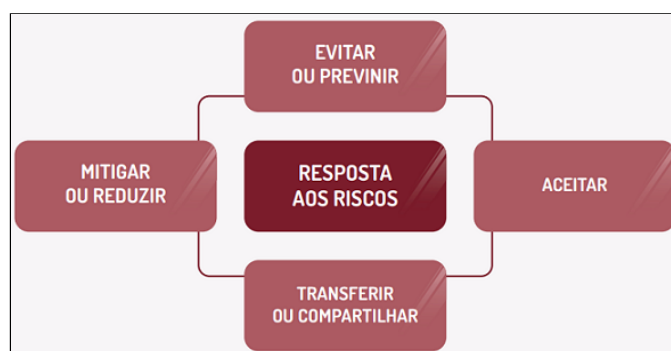 EVITAR
OU PREVINIR
MITIGAR
OU REDUZIR
RESPOSTA
AOS RISCOS
ACEITAR
TRANSFERIR
OU COMPARTILHAR